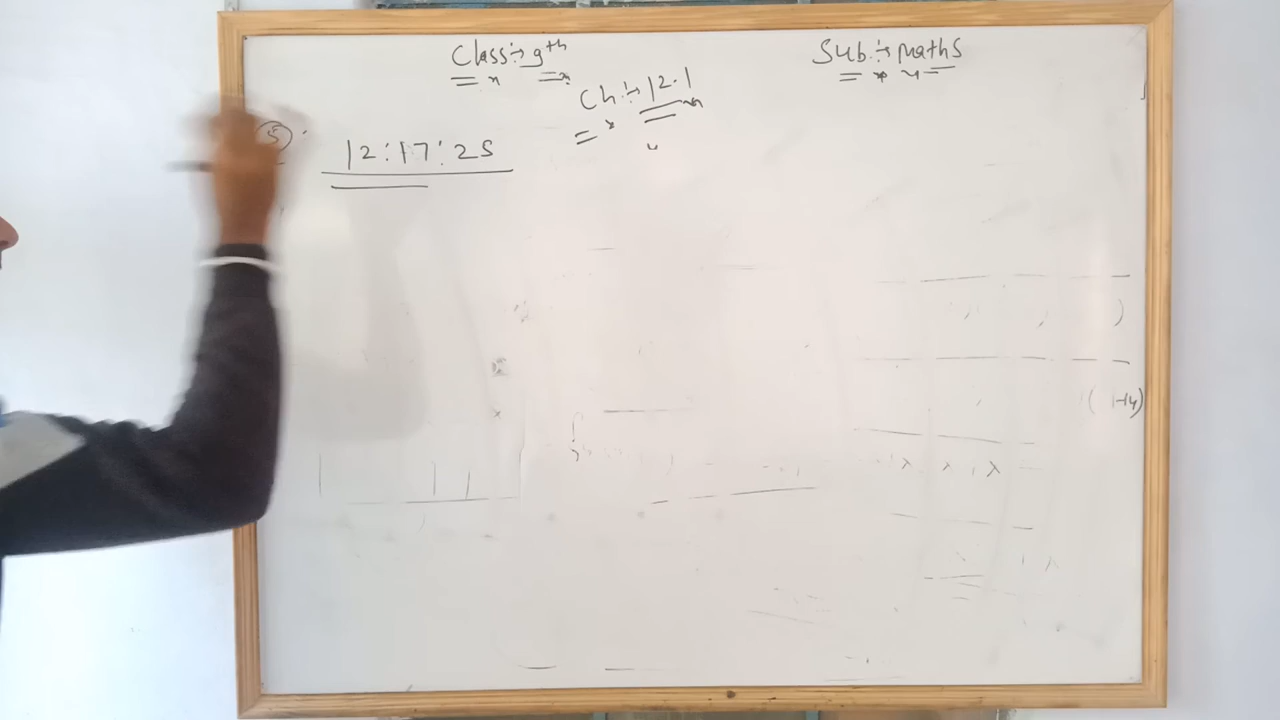 Class:- 9th
Sub:- maths
Ch:- 12.1
5
12:17:25
(1-14)